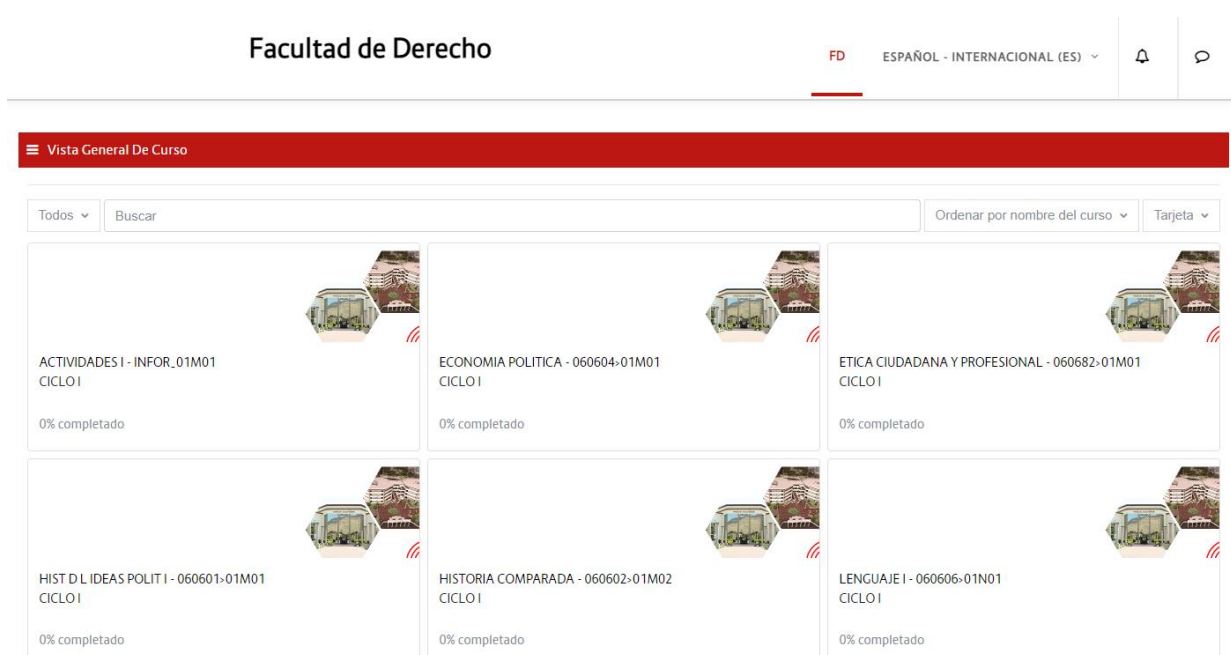 Facultad de Derecho
FD
ESPAÑOL - INTERNACIONAL (ES)
Vista General De Curso
Todos
Buscar
Ordenar por nombre del curso
Tarjeta
ACTIVIDADES I - INFOR_01M01
CICLO I
0% completado
ECONOMIA POLITICA - 060604>01M01
CICLO I
0% completado
ETICA CIUDADANA Y PROFESIONAL - 060682>01M01
CICLO I
0% completado
HIST D L IDEAS POLIT I - 060601>01M01
CICLO I
0% completado
HISTORIA COMPARADA - 060602>01M02
CICLO I
0% completado
LENGUAJE I - 060606>01N01
CICLO I
0% completado